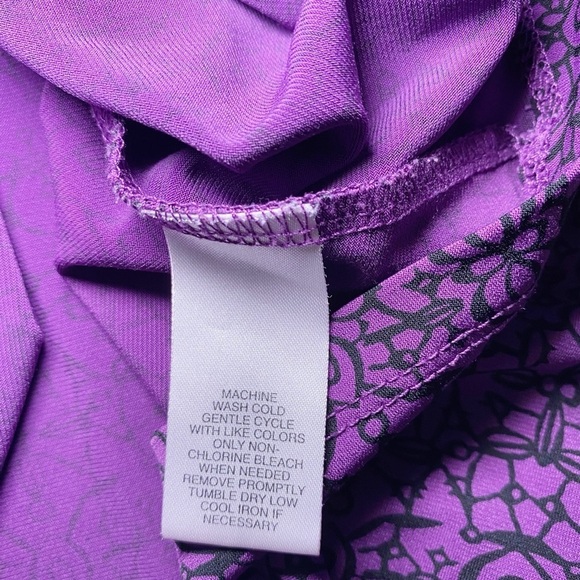 MACHINE
WASH COLD
GENTLE CYCLE
WITH LIKE COLORS
ONLY NON-
CHLORINE BLEACH
WHEN NEEDED
REMOVE PROMPTLY
TUMBLE DRY LOW
COOL IRON IF
NECESSARY